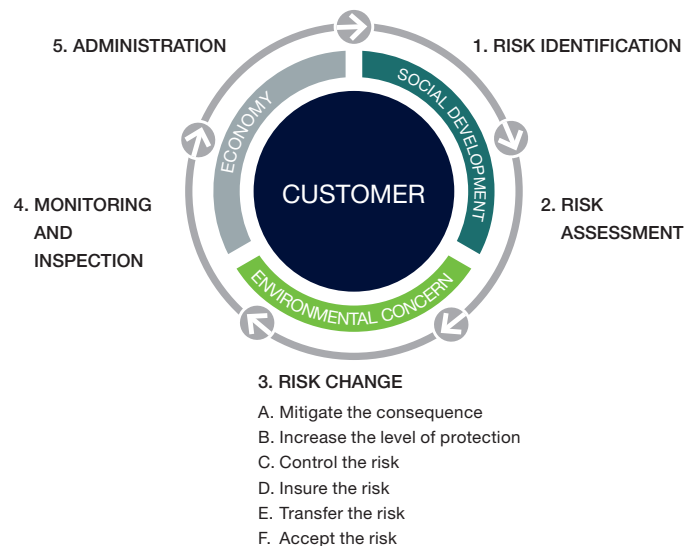 5. ADMINISTRATION
1. RISK IDENTIFICATION
ECONOMY
SOCIAL DEVELOPMENT
CUSTOMER
4. MONITORING
AND
INSPECTION
2. RISK
ASSESSMENT
ENVIRONMENTAL CONCERN
3. RISK CHANGE
A. Mitigate the consequence
B. Increase the level of protection
C. Control the risk
D. Insure the risk
E. Transfer the risk
F. Accept the risk